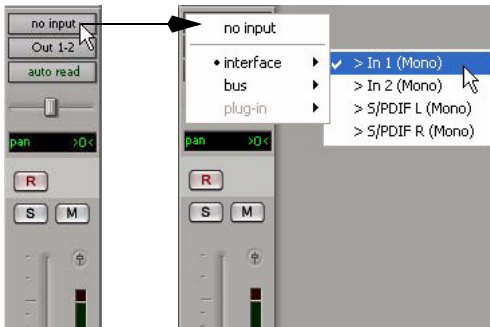 no input
Out 1-2
auto read
pan >0<
R
S M
no input
• interface
bus
plug-in
✓ > In 1 (Mono)
> In 2 (Mono)
> S/PDIF L (Mono)
> S/PDIF R (Mono)
pan >0<
R
S M